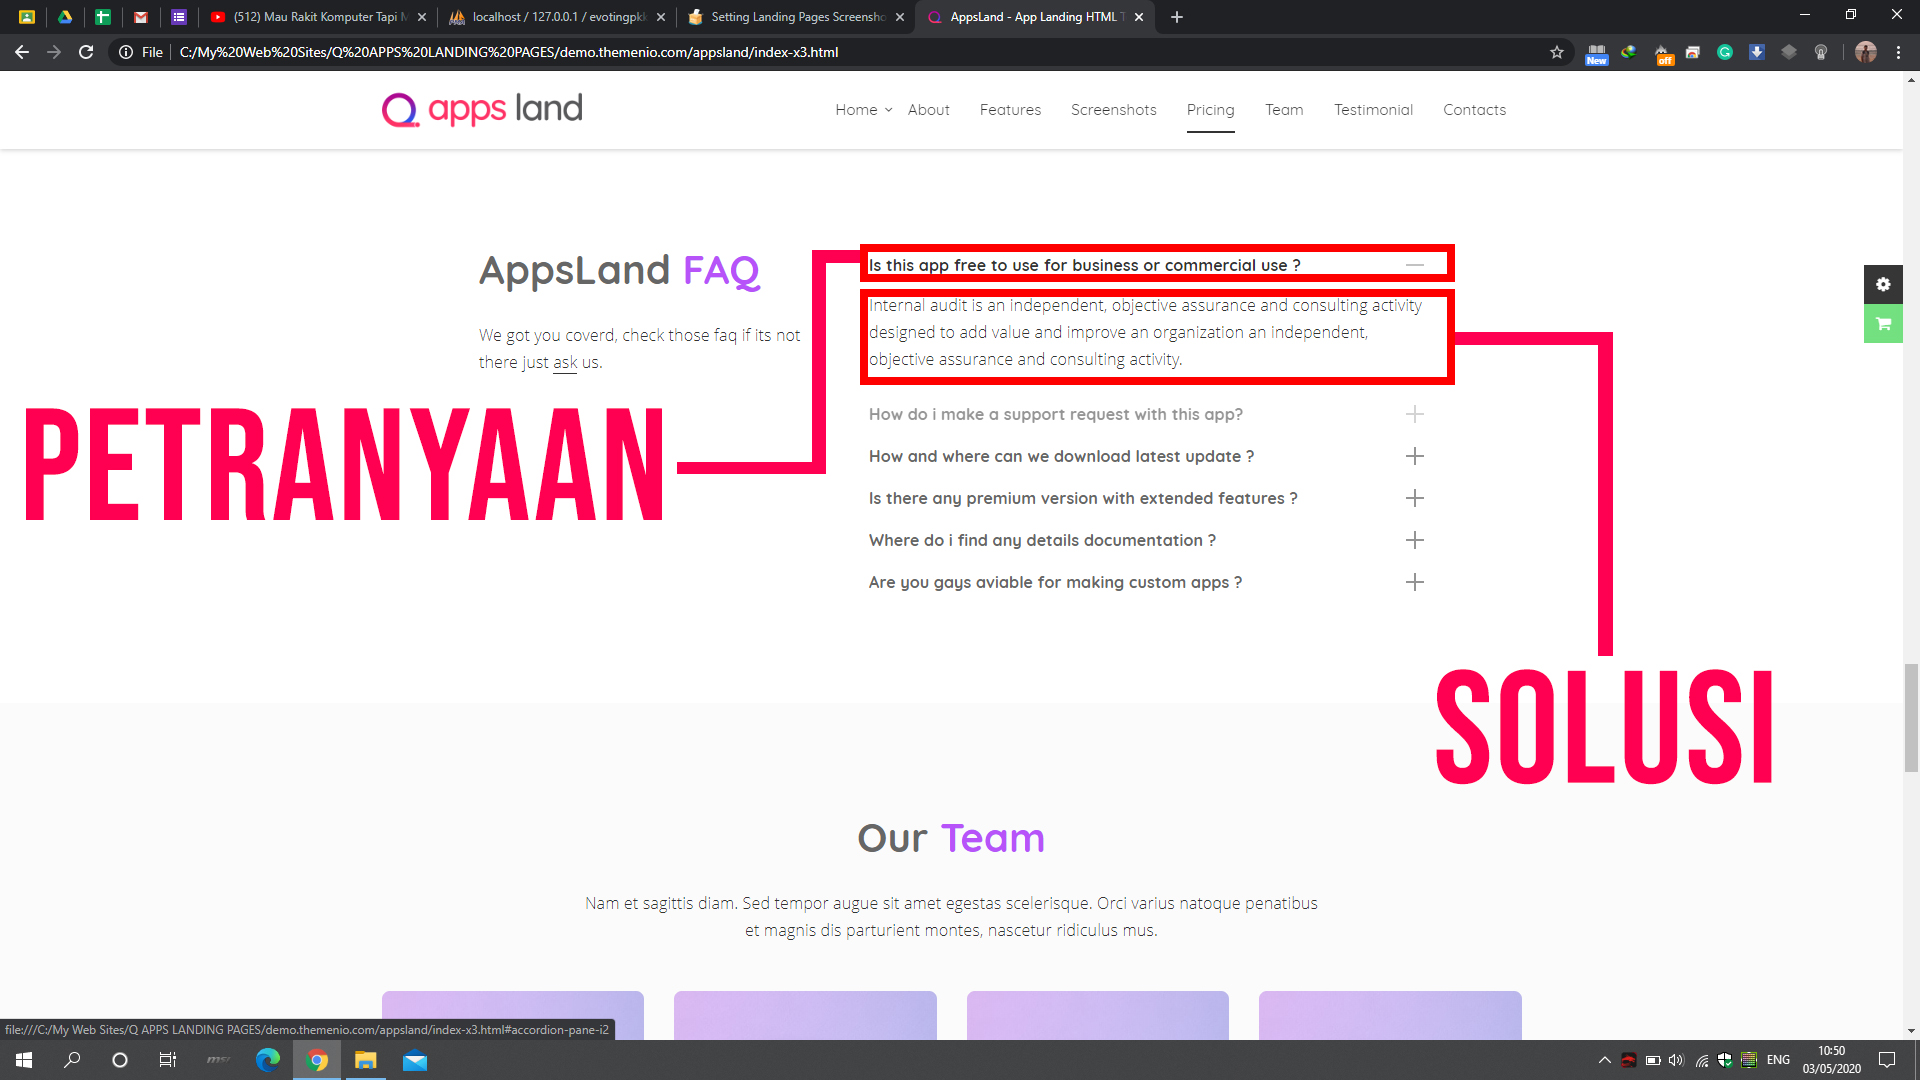 (512) Mau Rakit Komputer Tapi M
localhost / 127.0.0.1 / evotingpkk
Setting Landing Pages Screensho
AppsLand - App Landing HTML T
File
C:/My%20Web%20Sites/Q%20APPS%20LANDING%20PAGES/demo.themenio.com/appsland/index-x3.html
New
off
apps land
Home
About
Features
Screenshots
Pricing
Team
Testimonial
Contacts
AppsLand FAQ
We got you coverd, check those faq if its not
there just ask us.
PETRANYAAN
Is this app free to use for business or commercial use ?
Internal audit is an independent, objective assurance and consulting activity
designed to add value and improve an organization an independent,
objective assurance and consulting activity.
How do i make a support request with this app?
How and where can we download latest update ?
Is there any premium version with extended features ?
Where do i find any details documentation ?
Are you gays aviable for making custom apps ?
SOLUSI
Our Team
Nam et sagittis diam. Sed tempor augue sit amet egestas scelerisque. Orci varius natoque penatibus
et magnis dis parturient montes, nascetur ridiculus mus.
file:///C:/My Web Sites/Q APPS LANDING PAGES/demo.themenio.com/appsland/index-x3.html#accordion-pane-i2
msi
ENG
10:50
03/05/2020